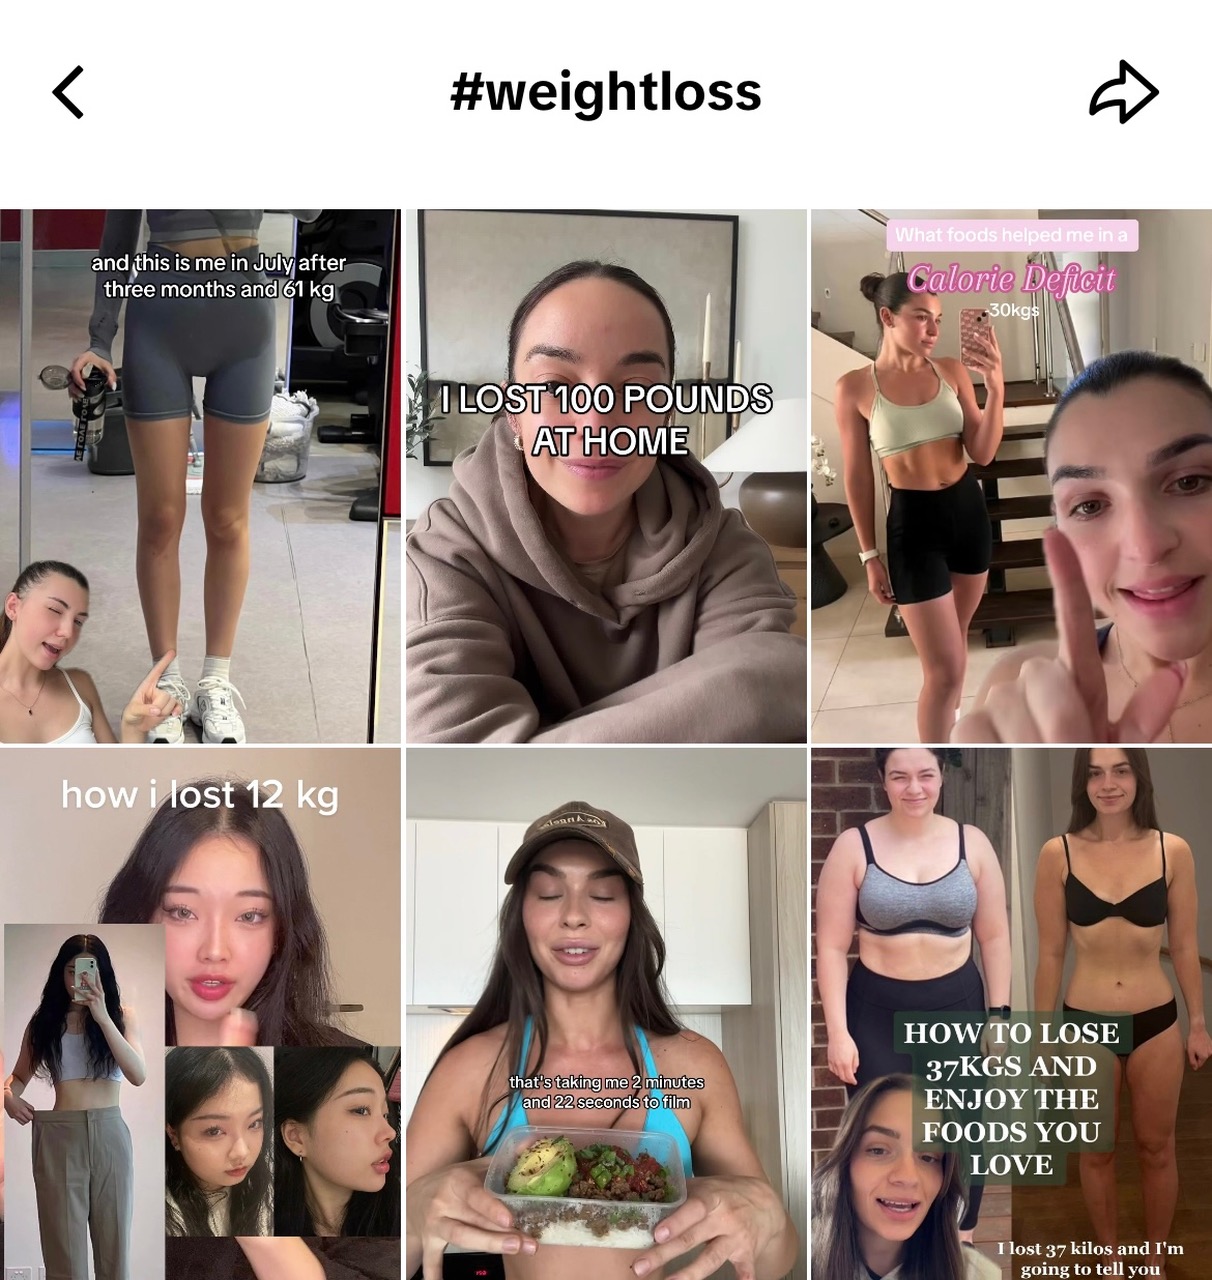 #weightloss
and this is me in July after
three months and 61 kg
I LOST 100 POUNDS
AT HOME
What foods helped me in a
Calorie Deficit
-30kgs
how i lost 12 kg
that's taking me 2 minutes
and 22 seconds to film
HOW TO LOSE
37KGS AND
ENJOY THE
FOODS YOU
LOVE
I lost 37 kilos and I'm
going to tell you